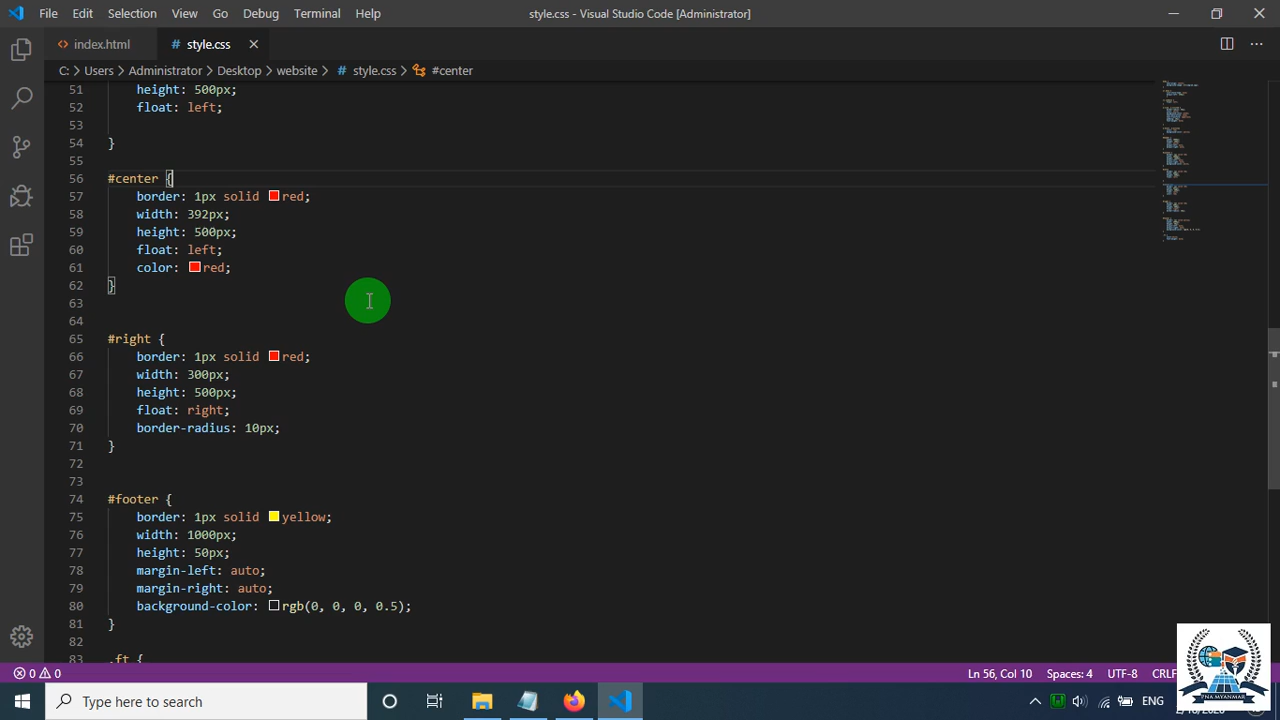 File Edit Selection View Go Debug Terminal Help style.css - Visual Studio Code [Administrator]
index.html # style.css
C: > Users > Administrator > Desktop > website > # style.css > #center
51 height: 500px;
52 float: left;
53
54 }
55
56 #center {
57 border: 1px solid red;
58 width: 392px;
59 height: 500px;
60 float: left;
61 color: red;
62 }
63
64
65 #right {
66 border: 1px solid red;
67 width: 300px;
68 height: 500px;
69 float: right;
70 border-radius: 10px;
71 }
72
73
74 #footer {
75 border: 1px solid yellow;
76 width: 1000px;
77 height: 50px;
78 margin-left: auto;
79 margin-right: auto;
80 background-color: rgb(0, 0, 0, 0.5);
81 }
82
83 .ft {
0 0 Ln 56, Col 10 Spaces: 4 UTF-8 CRLF
Type here to search ENG
PNA MYANMAR